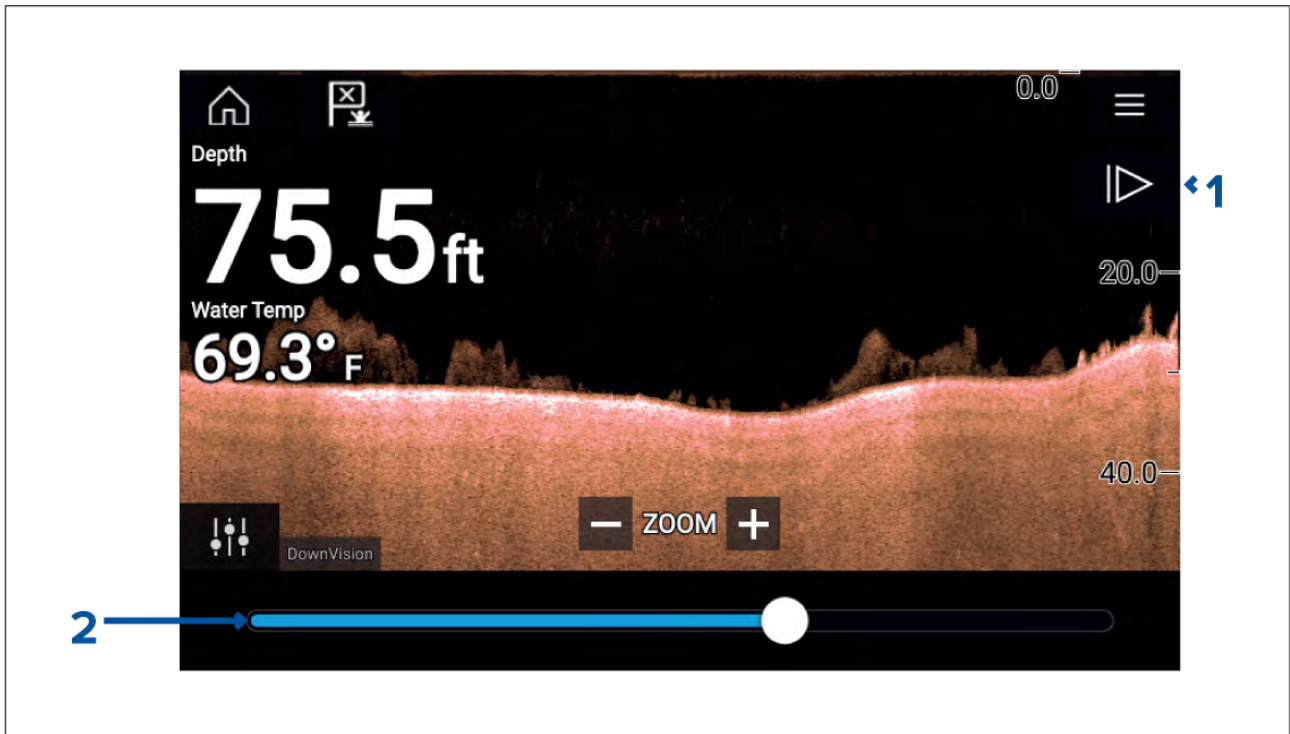 0.0
Depth
1
75.5ft
20.0
Water Temp
69.3° F
40.0
− ZOOM +
DownVision
2